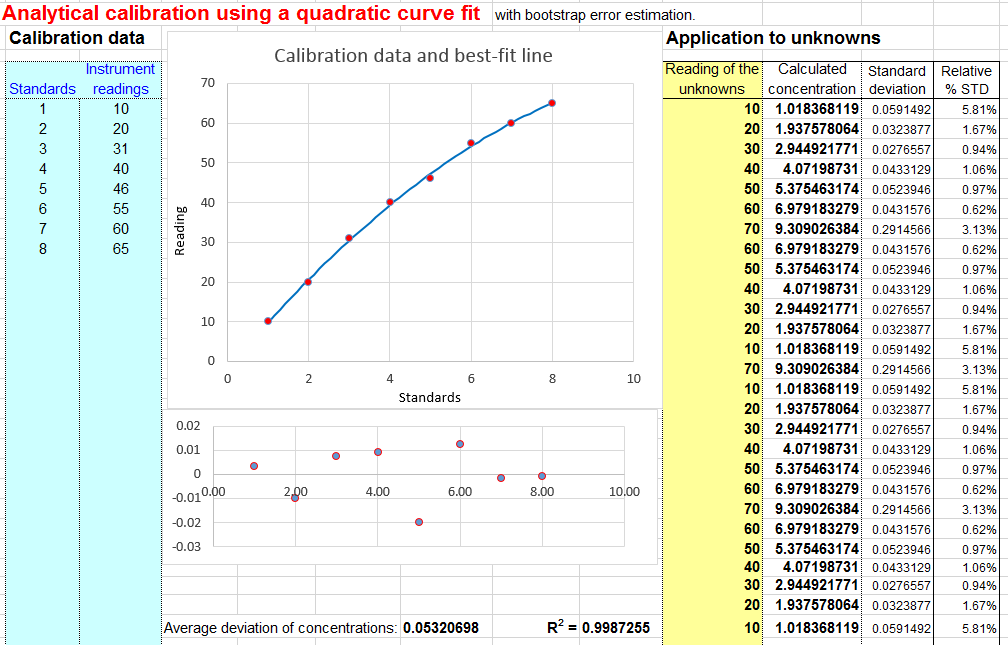 Analytical calibration using a quadratic curve fit with bootstrap error estimation.
Calibration data
Instrument
Standards readings
1 10
2 20
3 31
4 40
5 46
6 55
7 60
8 65
Calibration data and best-fit line
70
60
50
40
30
20
10
0
Reading
0 2 4 6 8 10
Standards
0.02
0.01
0
-0.01
-0.02
-0.03
0.00 2.00 4.00 6.00 8.00 10.00
Average deviation of concentrations: 0.05320698 R² = 0.9987255
Application to unknowns
Reading of the Calculated Standard Relative
unknowns concentration deviation % STD
10 1.018368119 0.0591492 5.81%
20 1.937578064 0.0323877 1.67%
30 2.944921771 0.0276557 0.94%
40 4.07198731 0.0433129 1.06%
50 5.375463174 0.0523946 0.97%
60 6.979183279 0.0431576 0.62%
70 9.309026384 0.2914566 3.13%
60 6.979183279 0.0431576 0.62%
50 5.375463174 0.0523946 0.97%
40 4.07198731 0.0433129 1.06%
30 2.944921771 0.0276557 0.94%
20 1.937578064 0.0323877 1.67%
10 1.018368119 0.0591492 5.81%
70 9.309026384 0.2914566 3.13%
10 1.018368119 0.0591492 5.81%
20 1.937578064 0.0323877 1.67%
30 2.944921771 0.0276557 0.94%
40 4.07198731 0.0433129 1.06%
50 5.375463174 0.0523946 0.97%
60 6.979183279 0.0431576 0.62%
70 9.309026384 0.2914566 3.13%
60 6.979183279 0.0431576 0.62%
50 5.375463174 0.0523946 0.97%
40 4.07198731 0.0433129 1.06%
30 2.944921771 0.0276557 0.94%
20 1.937578064 0.0323877 1.67%
10 1.018368119 0.0591492 5.81%